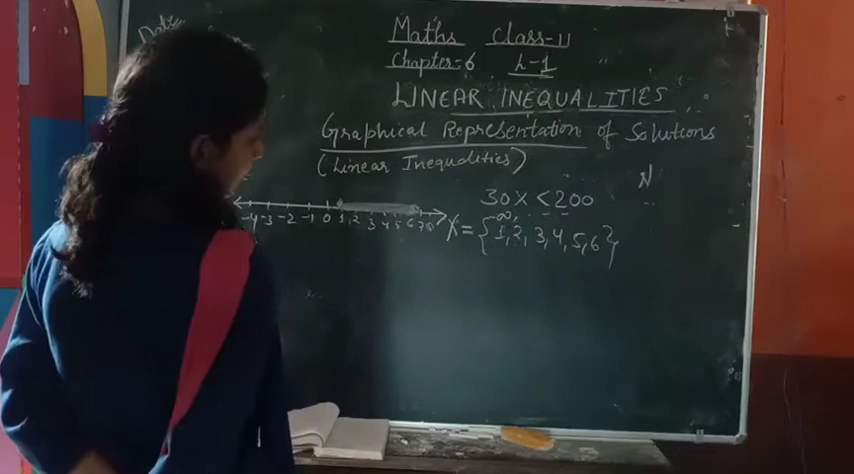 Maths Class-11
Chapter-6 L-1
LINEAR INEQUALITIES
Graphical Representation of Solutions
(Linear Inequalities)
N
30x < 200
-4 -3 -2 -1 0 1 2 3 4 5 6 7 8
X = {1, 2, 3, 4, 5, 6}